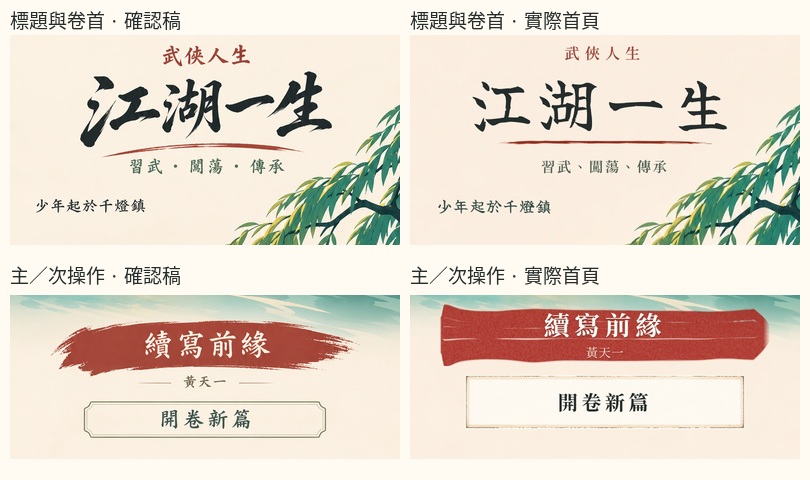 標題與卷首 · 確認稿
武俠人生
江湖一生
習武 · 闖蕩 · 傳承
少年起於千燈鎮
標題與卷首 · 實際首頁
武俠人生
江湖一生
習武、闖蕩、傳承
少年起於千燈鎮
主／次操作 · 確認稿
續寫前緣
黃天一
開卷新篇
主／次操作 · 實際首頁
續寫前緣
黃天一
開卷新篇